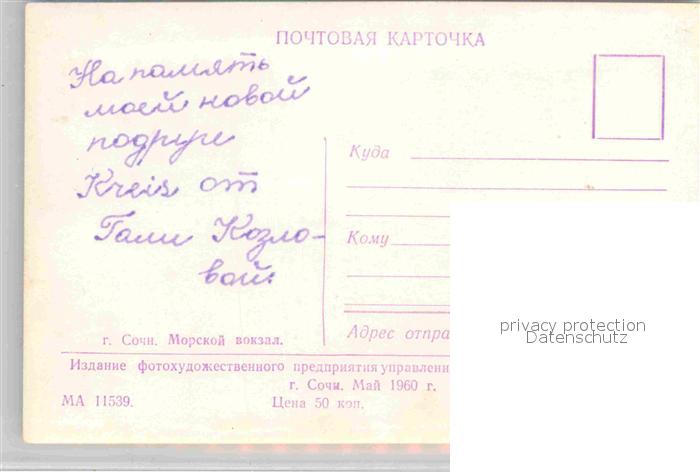 ПОЧТОВАЯ КАРТОЧКА
На память
моей новой
подруге
Kreis от
Гали Козло-
вой.
Куда
Кому
Адрес отпра
г. Сочи. Морской вокзал.
Издание фотохудожественного предприятия управлени
г. Сочи. Май 1960 г.
МА 11539.
Цена 50 коп.
privacy protection
Datenschutz